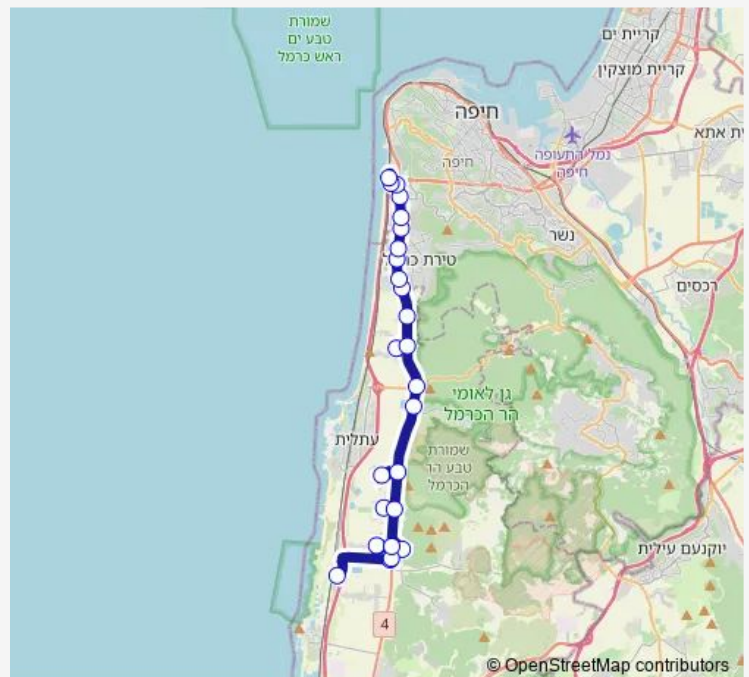 שמורת
טבע ים
ראש כרמל
קריית ים
קריית מוצקין
חיפה
נמל התעופה
חיפה
חיפה
ית אתא
נשר
טירת כרמל
רכסים
גן לאומי
הר הכרמל
עתלית
שמורת
טבע הר
הכרמל
יוקנעם עילית
4
© OpenStreetMap contributors